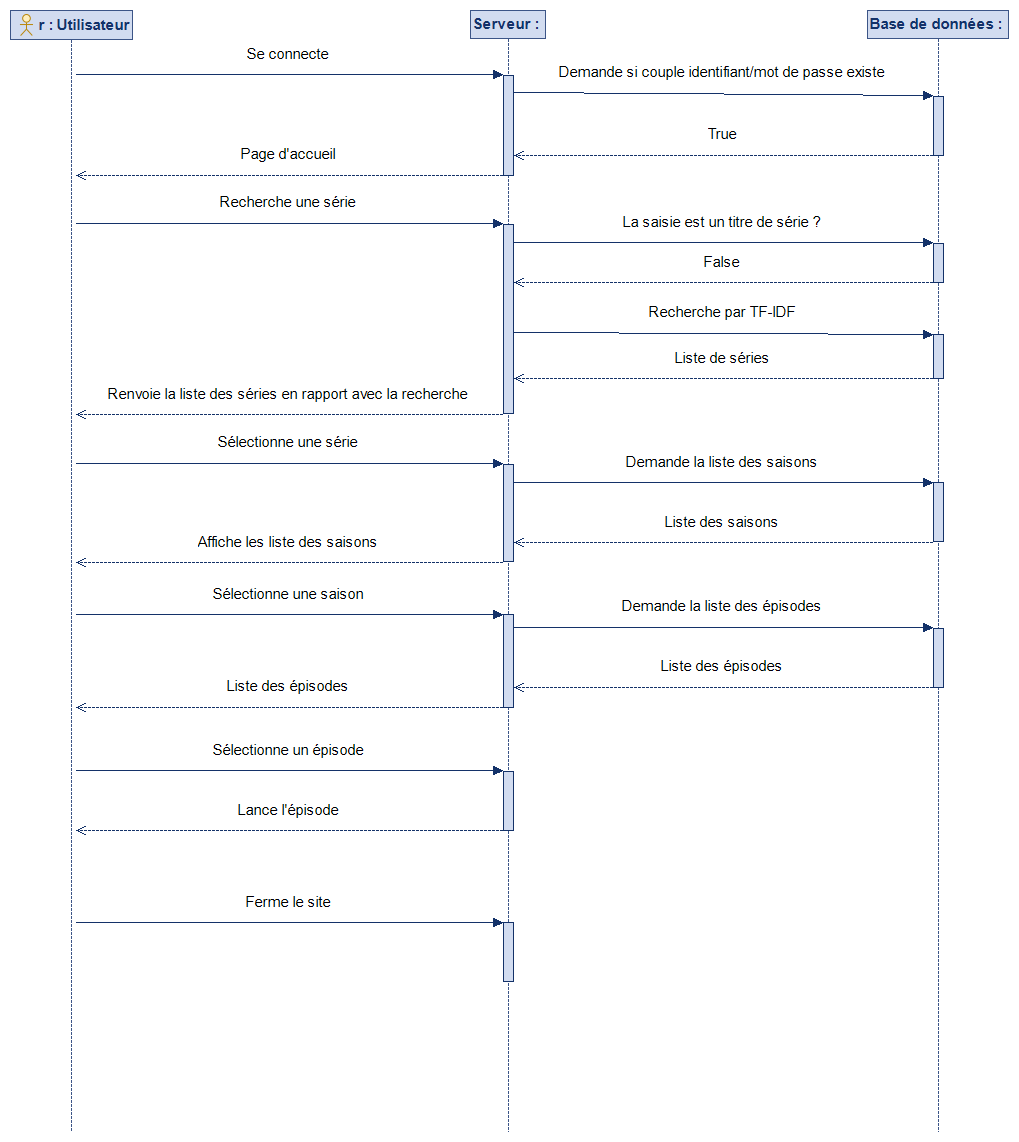 r : Utilisateur
Serveur :
Base de données :
Se connecte
Demande si couple identifiant/mot de passe existe
True
Page d'accueil
Recherche une série
La saisie est un titre de série ?
False
Recherche par TF-IDF
Liste de séries
Renvoie la liste des séries en rapport avec la recherche
Sélectionne une série
Demande la liste des saisons
Liste des saisons
Affiche les liste des saisons
Sélectionne une saison
Demande la liste des épisodes
Liste des épisodes
Liste des épisodes
Sélectionne un épisode
Lance l'épisode
Ferme le site